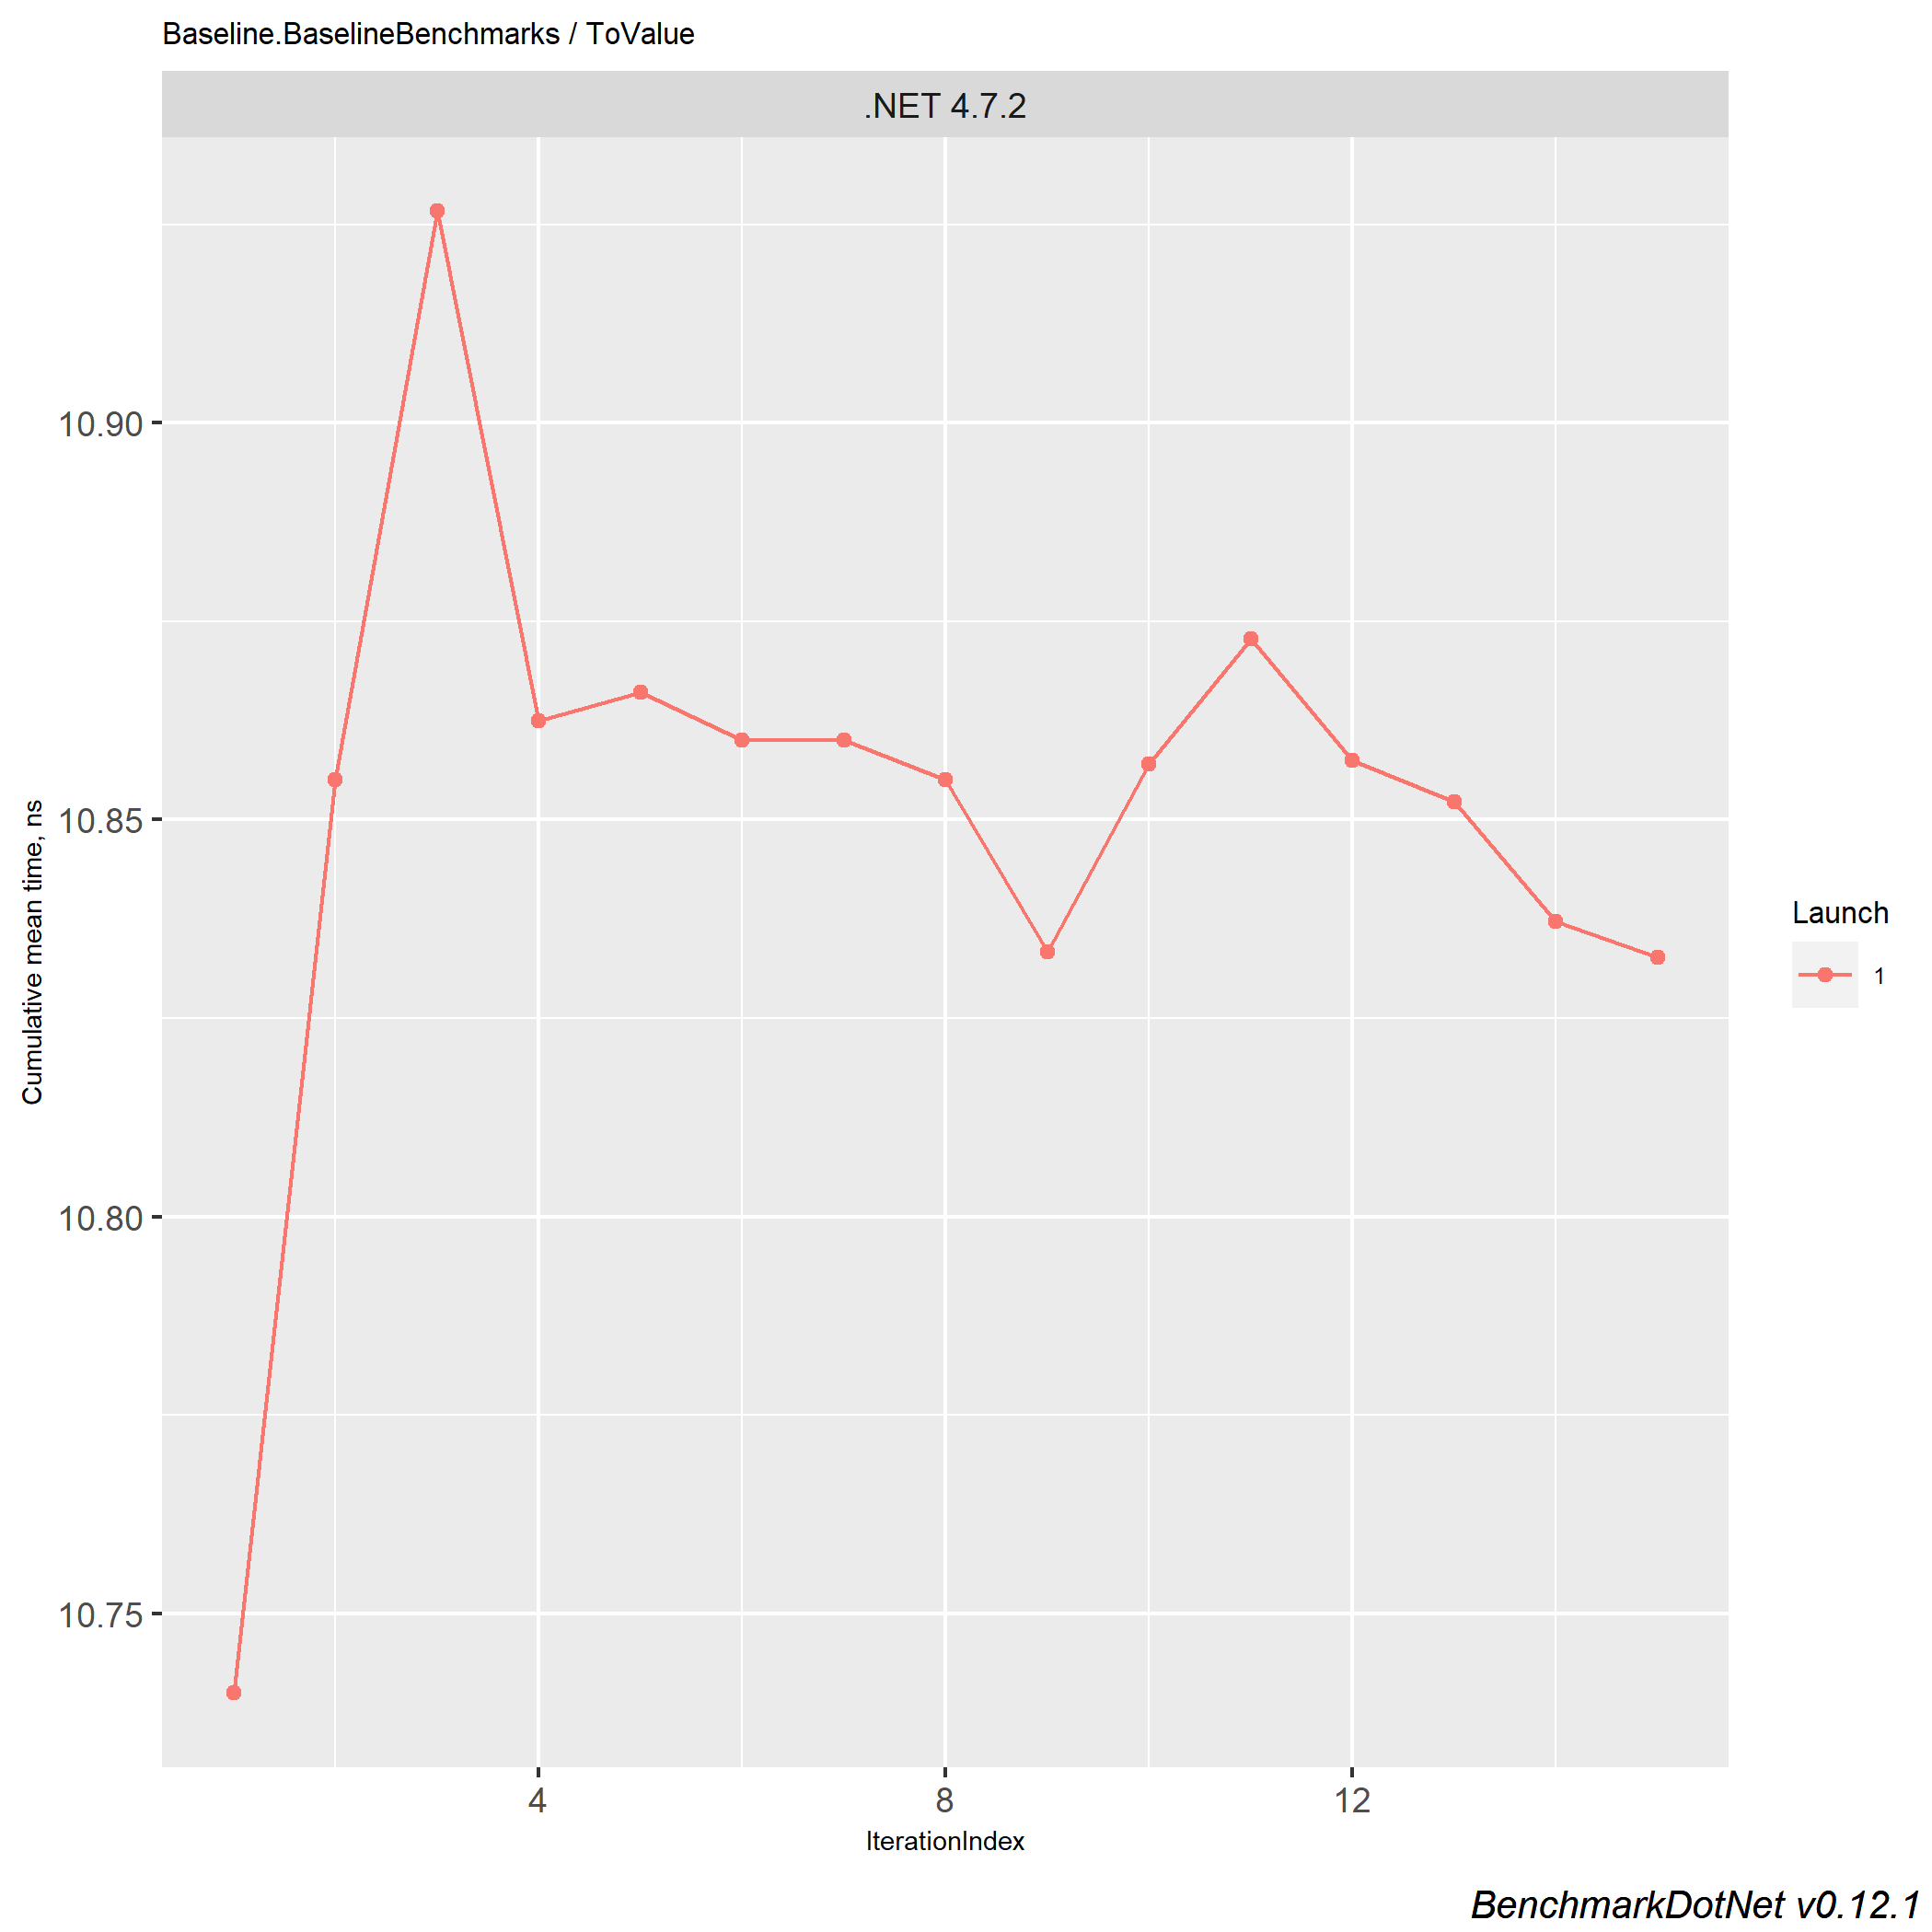 Baseline.BaselineBenchmarks / ToValue
.NET 4.7.2
10.90
10.85
10.80
10.75
Cumulative mean time, ns
4
8
12
IterationIndex
Launch
1
BenchmarkDotNet v0.12.1